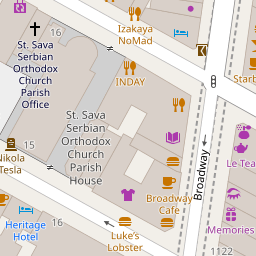 16
Izakaya
NoMad
St. Sava
Serbian
Orthodox
Church
Parish
Office
INDAY
Starb
St. Sava
Serbian
Orthodox
Church
Parish
House
15
Nikola
Tesla
Le Tea
Broadway
Broadway
Cafe
16
Heritage
Hotel
Luke's
Lobster
Memories
1122